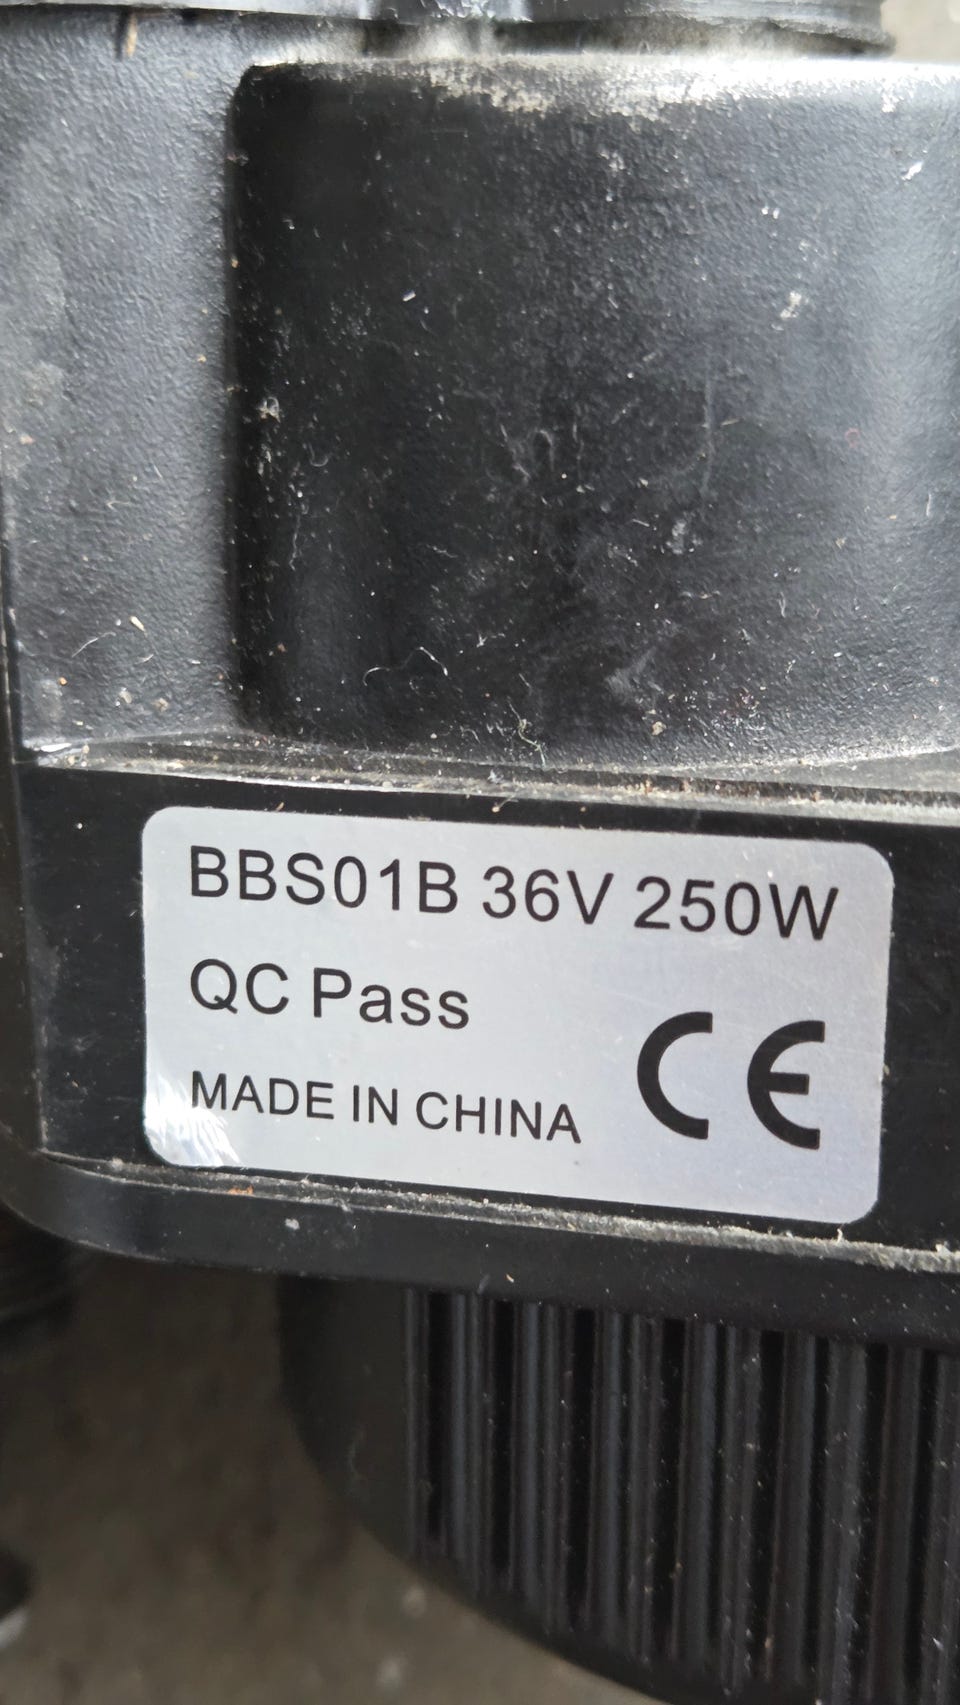 BBS01B 36V 250W
QC Pass
MADE IN CHINA
CE